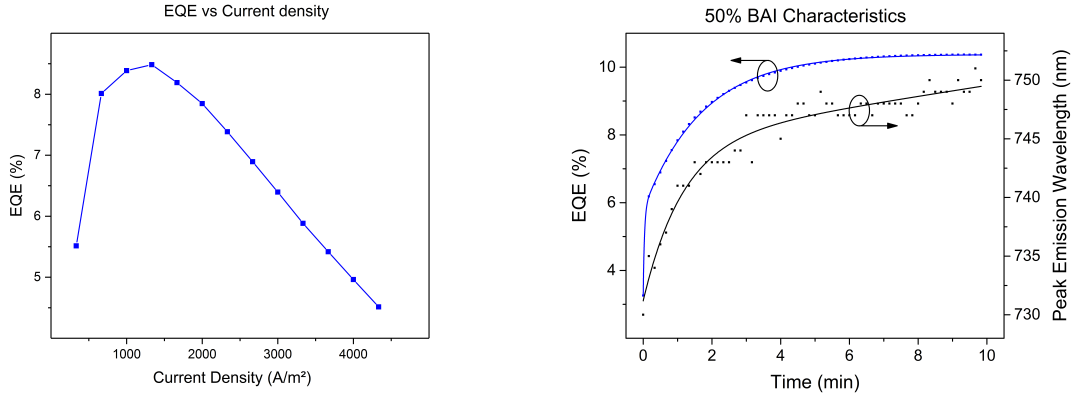 EQE vs Current density
8
7
6
5
EQE (%)
1000 2000 3000 4000
Current Density (A/m²)
50% BAI Characteristics
10
8
6
4
EQE (%)
750
745
740
735
730
Peak Emission Wavelength (nm)
0 2 4 6 8 10
Time (min)